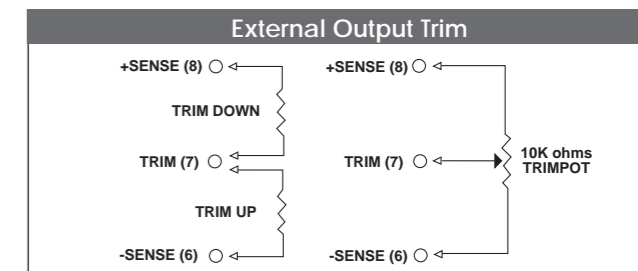 External Output Trim
+SENSE (8)
TRIM DOWN
TRIM (7)
TRIM UP
-SENSE (6)
+SENSE (8)
TRIM (7)
10K ohms
TRIMPOT
-SENSE (6)